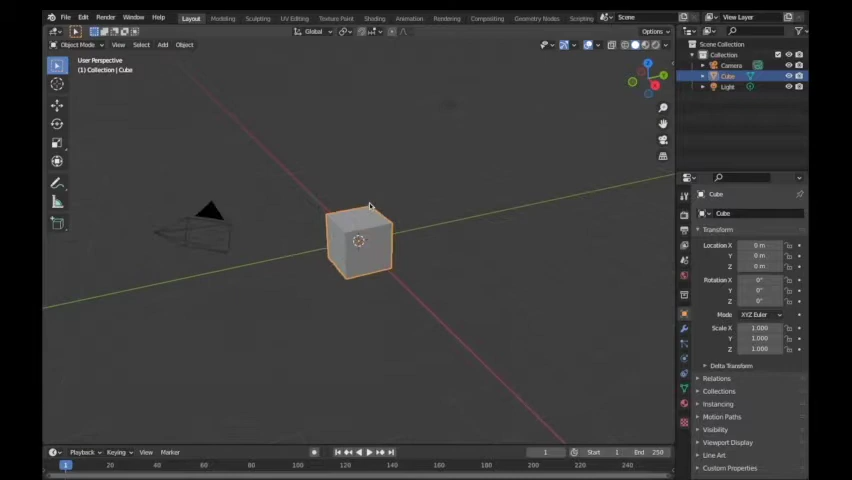 File Edit Render Window Help Layout Modeling Sculpting UV Editing Texture Paint Shading Animation Rendering Compositing Geometry Nodes Scripting Scene View Layer
Global Options
Object Mode View Select Add Object
User Perspective
(1) Collection | Cube
Scene Collection
Collection
Camera
Cube
Light
Cube
Cube
Transform
Location X 0 m
Y 0 m
Z 0 m
Rotation X 0°
Y 0°
Z 0°
Mode XYZ Euler
Scale X 1.000
Y 1.000
Z 1.000
Delta Transform
Relations
Collections
Instancing
Motion Paths
Visibility
Viewport Display
Line Art
Custom Properties
Playback Keying View Marker 1 Start 1 End 250
1 20 40 60 80 100 120 140 160 180 200 220 240